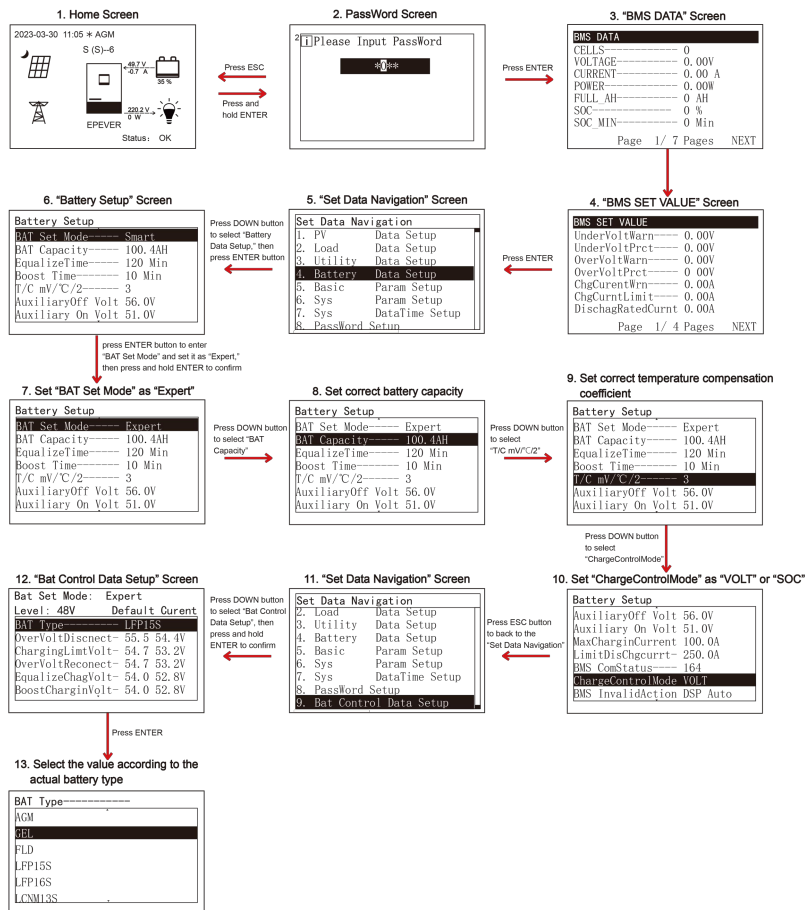 1. Home Screen
2023-03-30 11:05 ＊ AGM
S (S)--6
49.7 V
-0.7 A
35 %
220.2 V
0 W
EPEVER
Status: OK
Press ESC
Press and
hold ENTER
2. PassWord Screen
2 i Please Input PassWord
*0**
Press ENTER
3. “BMS DATA” Screen
BMS DATA
CELLS------------ 0
VOLTAGE----------- 0.00V
CURRENT----------- 0.00 A
POWER------------- 0.00W
FULL_AH----------- 0 AH
SOC------------- 0 %
SOC_MIN----------- 0 Min
Page 1/ 7 Pages NEXT
4. “BMS SET VALUE” Screen
BMS SET VALUE
UnderVoltWarn---- 0.00V
UnderVoltPrct---- 0.00V
OverVoltWarn----- 0.00V
OverVoltPrct----- 0 00V
ChgCurentWrn---- 0.00A
ChgCurntLimit---- 0.00A
DischagRatedCurnt 0.00A
Page 1/ 4 Pages NEXT
Press ENTER
5. “Set Data Navigation” Screen
Set Data Navigation
1. PV Data Setup
2. Load Data Setup
3. Utility Data Setup
4. Battery Data Setup
5. Basic Param Setup
6. Sys Param Setup
7. Sys DataTime Setup
8. PassWord Setup
Press DOWN button
to select “Battery
Data Setup,” then
press ENTER button
6. “Battery Setup” Screen
Battery Setup
BAT Set Mode----- Smart
BAT Capacity----- 100.4AH
EqualizeTime----- 120 Min
Boost Time------- 10 Min
T/C mV/℃/2------ 3
AuxiliaryOff Volt 56.0V
Auxiliary On Volt 51.0V
press ENTER button to enter
“BAT Set Mode” and set it as “Expert,”
then press and hold ENTER to confirm
7. Set “BAT Set Mode” as “Expert”
Battery Setup
BAT Set Mode----- Expert
BAT Capacity----- 100.4AH
EqualizeTime----- 120 Min
Boost Time------- 10 Min
T/C mV/℃/2------ 3
AuxiliaryOff Volt 56.0V
Auxiliary On Volt 51.0V
Press DOWN button
to select “BAT
Capacity”
8. Set correct battery capacity
Battery Setup
BAT Set Mode----- Expert
BAT Capacity----- 100.4AH
EqualizeTime----- 120 Min
Boost Time------- 10 Min
T/C mV/℃/2------ 3
AuxiliaryOff Volt 56.0V
Auxiliary On Volt 51.0V
Press DOWN button
to select
“T/C mV/℃/2”
9. Set correct temperature compensation
coefficient
Battery Setup
BAT Set Mode----- Expert
BAT Capacity----- 100.4AH
EqualizeTime----- 120 Min
Boost Time------- 10 Min
T/C mV/℃/2------ 3
AuxiliaryOff Volt 56.0V
Auxiliary On Volt 51.0V
Press DOWN button
to select
“ChargeControlMode”
10. Set “ChargeControlMode” as “VOLT” or “SOC”
Battery Setup
AuxiliaryOff Volt 56.0V
Auxiliary On Volt 51.0V
MaxCharginCurrent 100.0A
LimitDisChgcurrt- 250.0A
BMS ComStatus---- 164
ChargeControlMode VOLT
BMS InvalidAction DSP Auto
Press ESC button
to back to the
“Set Data Navigation”
11. “Set Data Navigation” Screen
Set Data Navigation
2. Load Data Setup
3. Utility Data Setup
4. Battery Data Setup
5. Basic Param Setup
6. Sys Param Setup
7. Sys DataTime Setup
8. PassWord Setup
9. Bat Control Data Setup
Press DOWN button
to select “Bat Control
Data Setup”, then
press and hold
ENTER to confirm
12. “Bat Control Data Setup” Screen
Bat Set Mode: Expert
Level: 48V Default Curent
BAT Type--------- LFP15S
OverVoltDiscnect- 55.5 54.4V
ChargingLimtVolt- 54.7 53.2V
OverVoltReconect- 54.7 53.2V
EqualizeChagVolt- 54.0 52.8V
BoostCharginVolt- 54.0 52.8V
Press ENTER
13. Select the value according to the
actual battery type
BAT Type-----------
AGM
GEL
FLD
LFP15S
LFP16S
LCNM13S